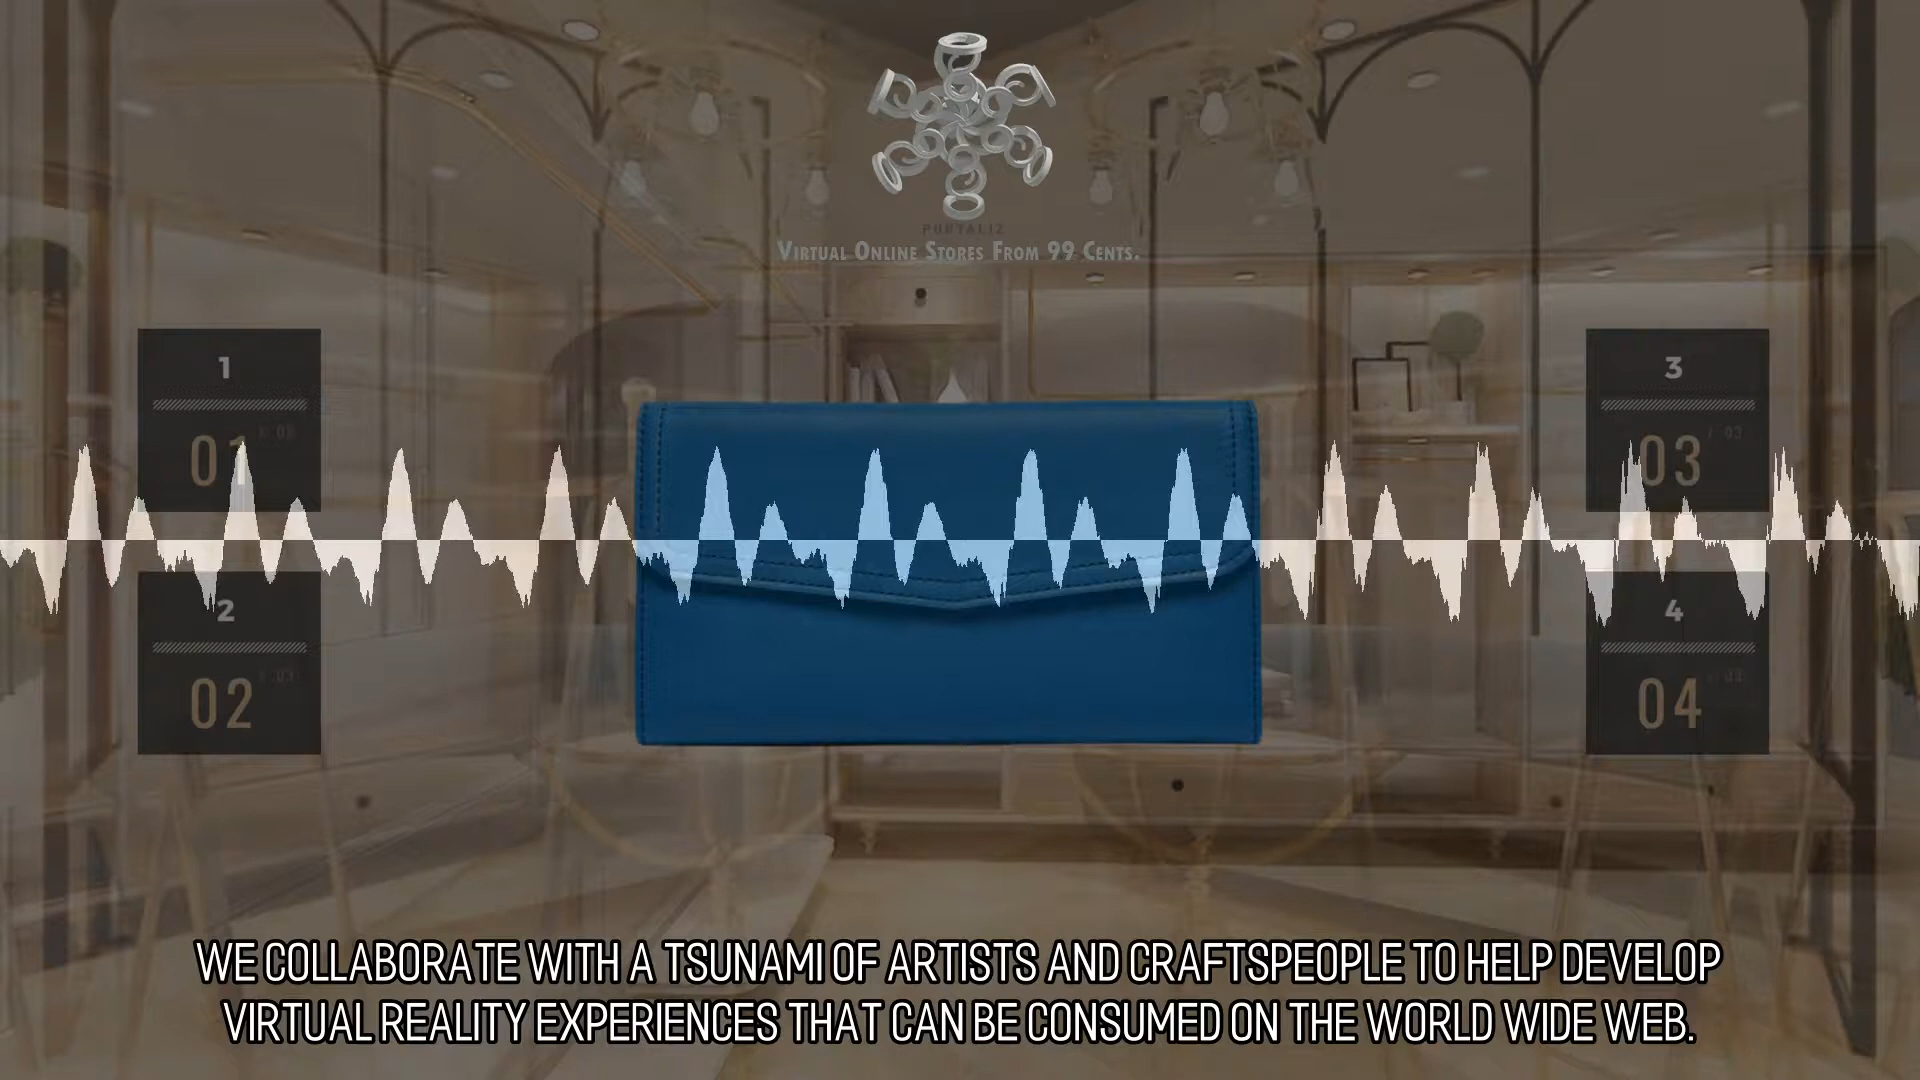 PORTALIZ
Virtual Online Stores From 99 Cents.
1
01
2
02
3
03
4
04
WE COLLABORATE WITH A TSUNAMI OF ARTISTS AND CRAFTSPEOPLE TO HELP DEVELOP
VIRTUAL REALITY EXPERIENCES THAT CAN BE CONSUMED ON THE WORLD WIDE WEB.